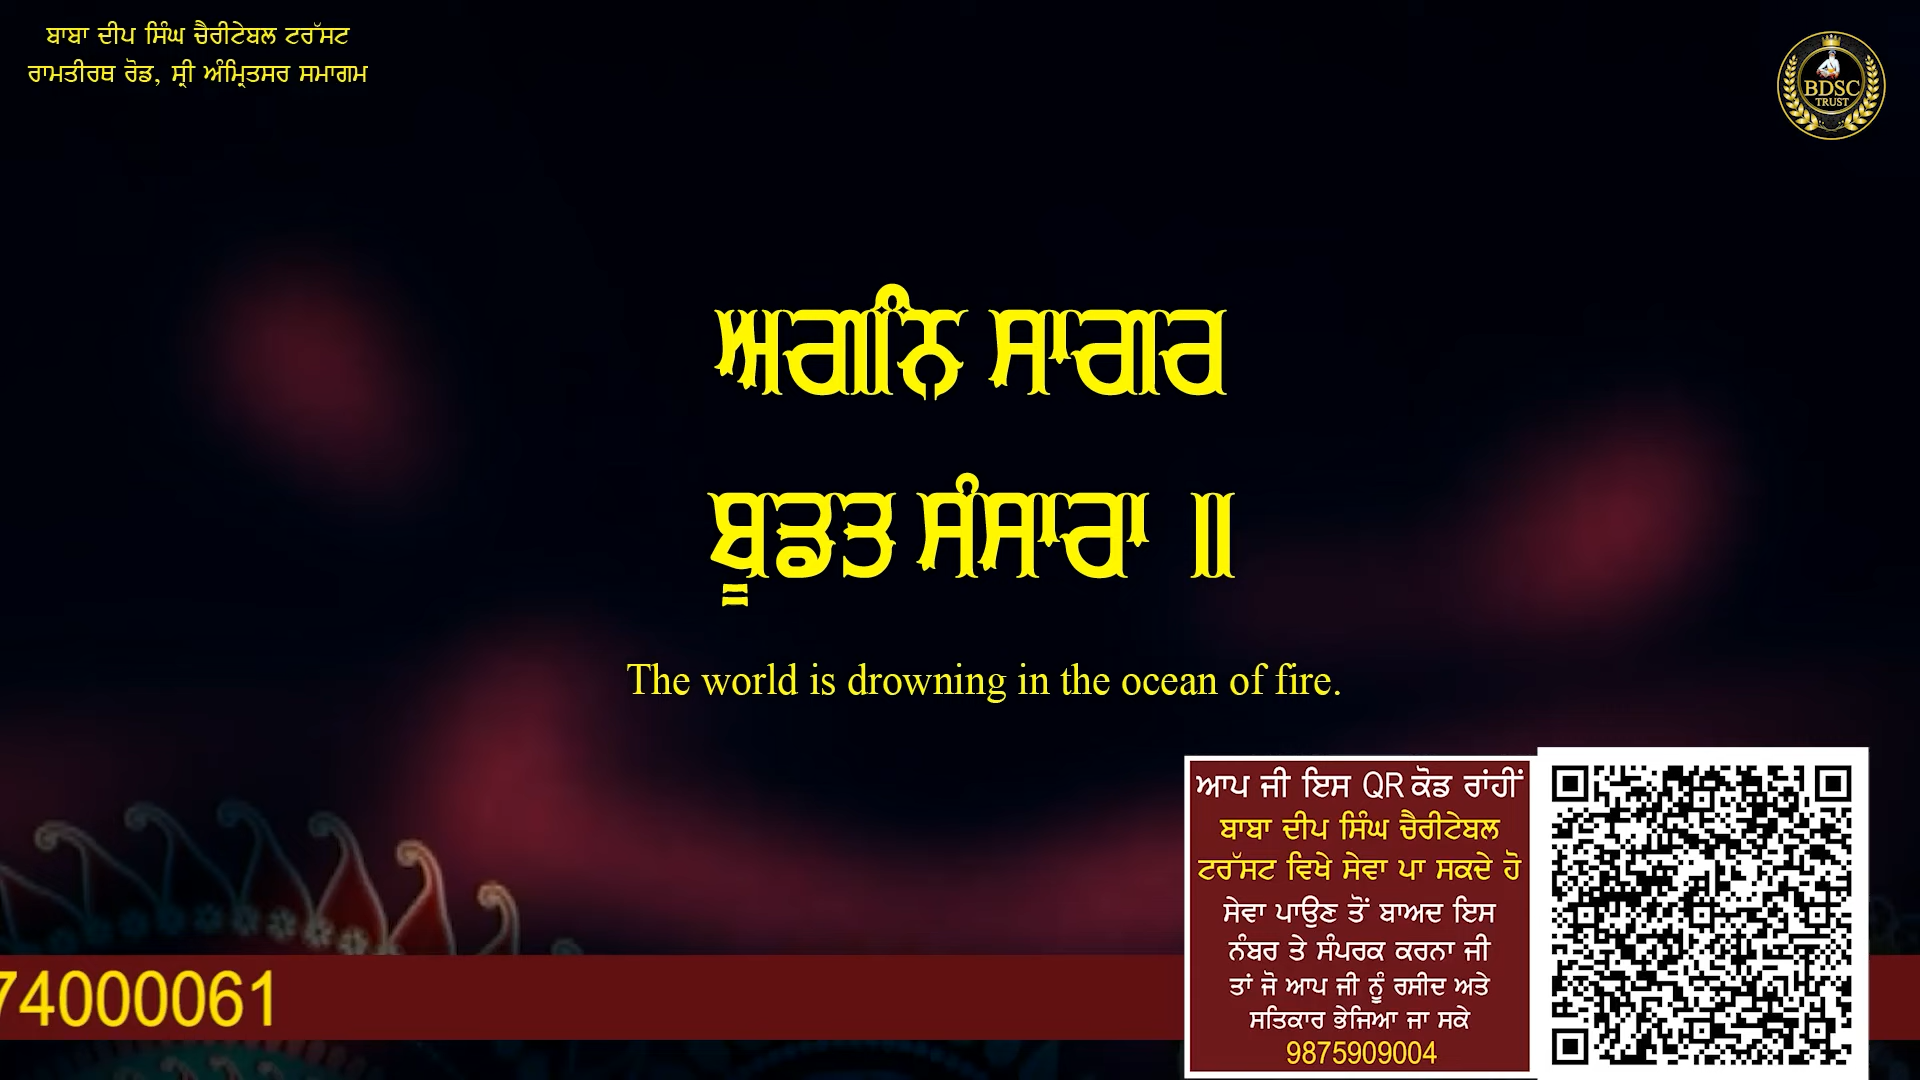 ਬਾਬਾ ਦੀਪ ਸਿੰਘ ਚੈਰੀਟੇਬਲ ਟਰੱਸਟ
ਰਾਮਤੀਰਥ ਰੋਡ, ਸ੍ਰੀ ਅੰਮ੍ਰਿਤਸਰ ਸਮਾਗਮ
BDSC
TRUST
ਅਗਨਿ ਸਾਗਰ
ਬੂਡਤ ਸੰਸਾਰਾ ॥
The world is drowning in the ocean of fire.
ਆਪ ਜੀ ਇਸ QR ਕੋਡ ਰਾਂਹੀਂ
ਬਾਬਾ ਦੀਪ ਸਿੰਘ ਚੈਰੀਟੇਬਲ
ਟਰੱਸਟ ਵਿਖੇ ਸੇਵਾ ਪਾ ਸਕਦੇ ਹੋ
ਸੇਵਾ ਪਾਉਣ ਤੋਂ ਬਾਅਦ ਇਸ
ਨੰਬਰ ਤੇ ਸੰਪਰਕ ਕਰਨਾ ਜੀ
ਤਾਂ ਜੋ ਆਪ ਜੀ ਨੂੰ ਰਸੀਦ ਅਤੇ
ਸਤਿਕਾਰ ਭੇਜਿਆ ਜਾ ਸਕੇ
9875909004
74000061